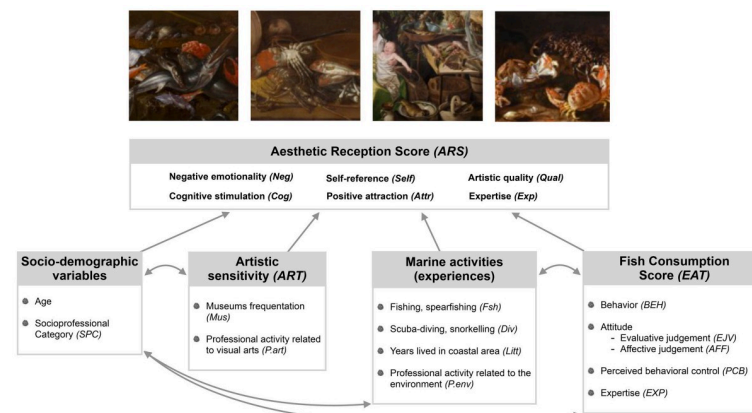 Aesthetic Reception Score (ARS)
Negative emotionality (Neg)
Self-reference (Self)
Artistic quality (Qual)
Cognitive stimulation (Cog)
Positive attraction (Attr)
Expertise (Exp)
Socio-demographic
variables
Age
Socioprofessional
Category (SPC)
Artistic
sensitivity (ART)
Museums frequentation
(Mus)
Professional activity related
to visual arts (P.art)
Marine activities
(experiences)
Fishing, spearfishing (Fsh)
Scuba-diving, snorkelling (Div)
Years lived in coastal area (Litt)
Professional activity related to the
environment (P.env)
Fish Consumption
Score (EAT)
Behavior (BEH)
Attitude
- Evaluative judgement (EJV)
- Affective judgement (AFF)
Perceived behavioral control (PCB)
Expertise (EXP)